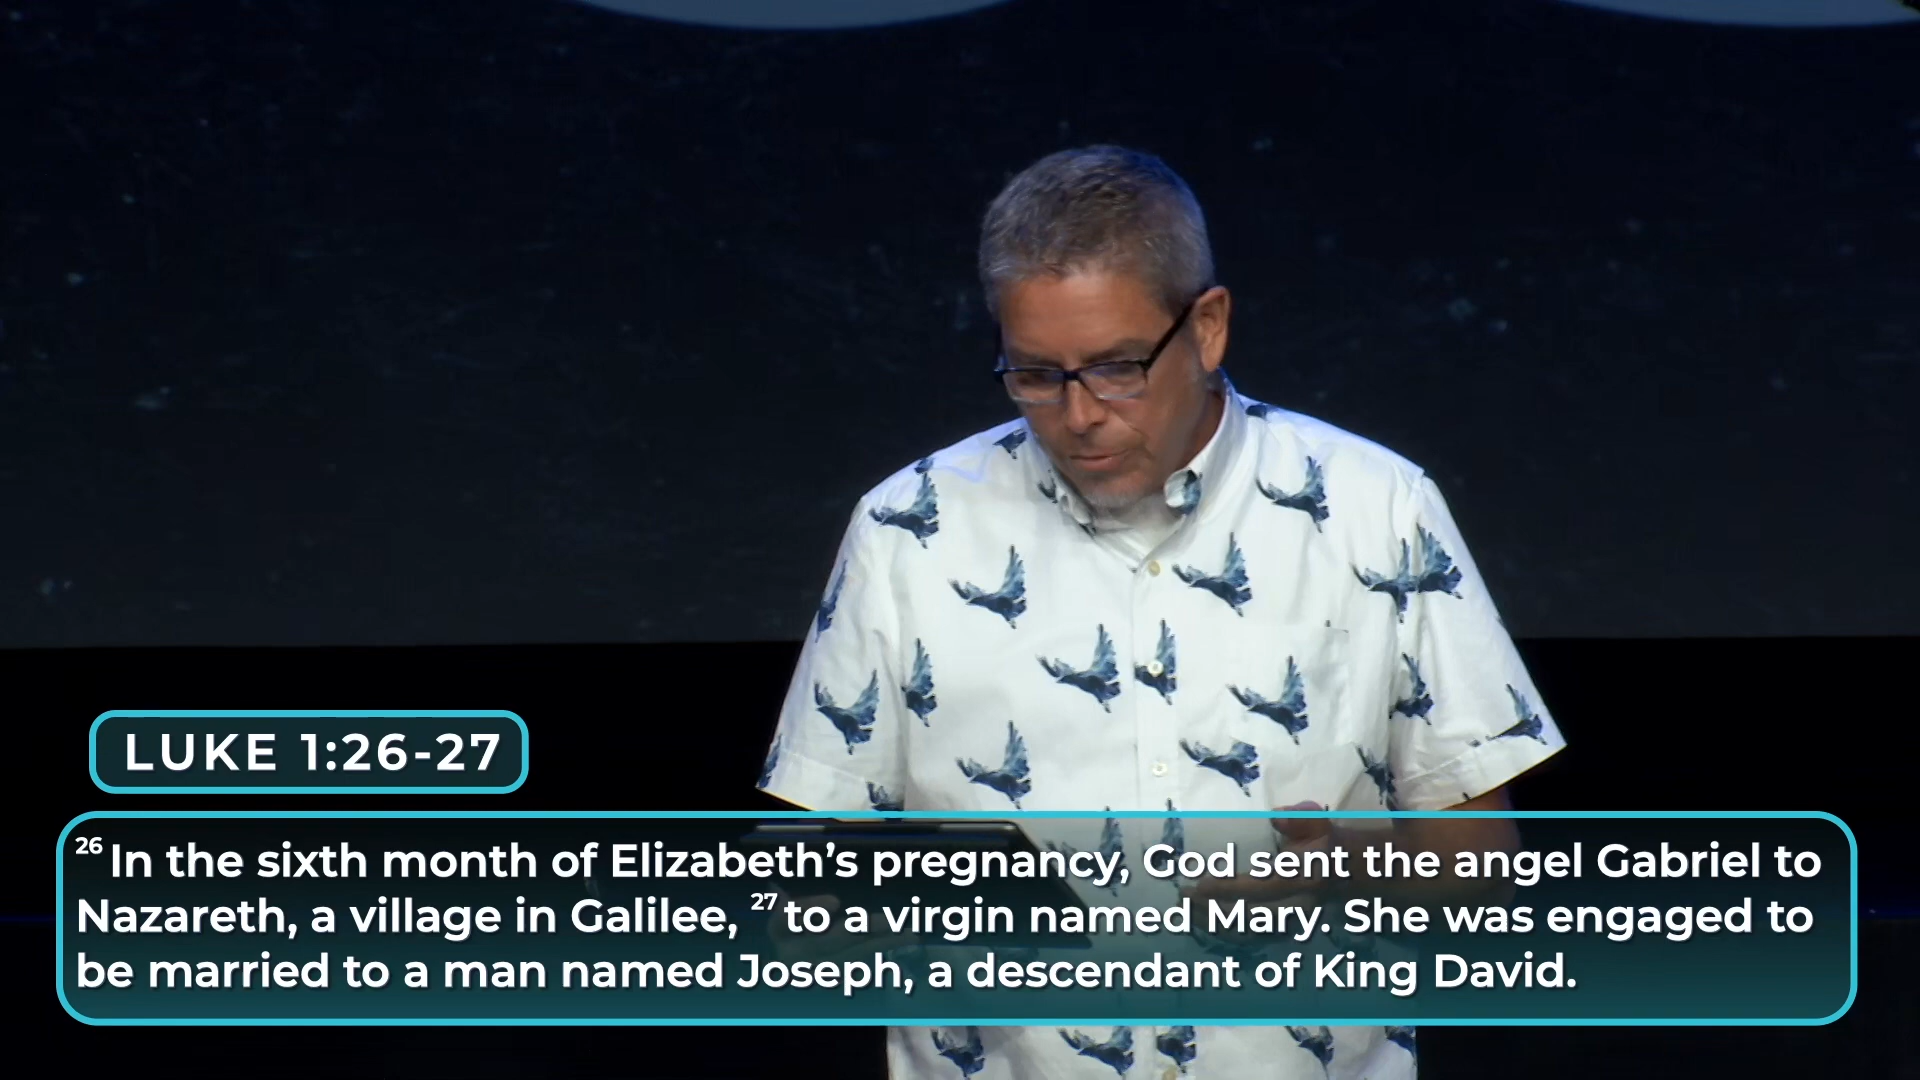 LUKE 1:26-27
26 In the sixth month of Elizabeth’s pregnancy, God sent the angel Gabriel to
Nazareth, a village in Galilee, 27 to a virgin named Mary. She was engaged to
be married to a man named Joseph, a descendant of King David.